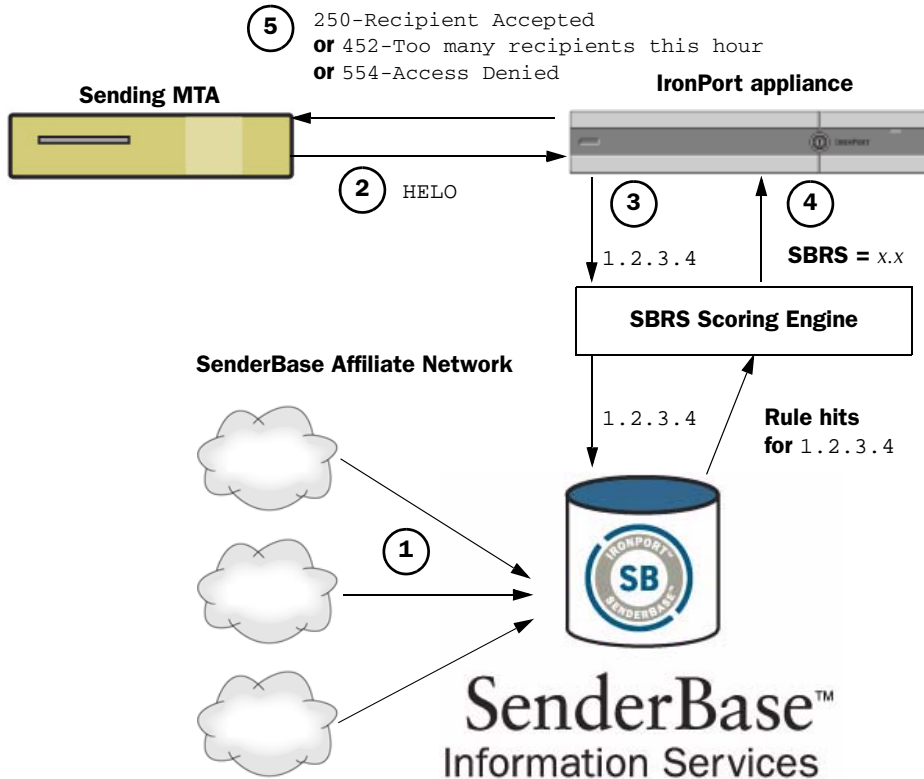 5
250-Recipient Accepted
or 452-Too many recipients this hour
or 554-Access Denied
Sending MTA
IronPort appliance
IRONPORT
2
HELO
3
4
1.2.3.4
SBRS = x.x
SBRS Scoring Engine
SenderBase Affiliate Network
1.2.3.4
Rule hits
for 1.2.3.4
1
IRONPORT™
SB
SENDERBASE™
SenderBase™
Information Services